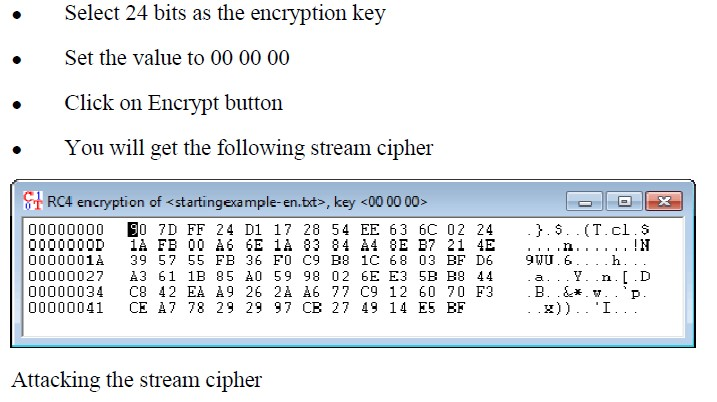 • Select 24 bits as the encryption key
• Set the value to 00 00 00
• Click on Encrypt button
• You will get the following stream cipher
RC4 encryption of <startingexample-en.txt>, key <00 00 00>
00000000 90 7D FF 24 D1 17 28 54 EE 63 6C 02 24 .}.$..(T.cl.$
0000000D 1A FB 00 A6 6E 1A 83 84 A4 8E B7 21 4E ....n......!N
0000001A 39 57 55 FB 36 F0 C9 B8 1C 68 03 BF D6 9WU.6....h...
00000027 A3 61 1B 85 A0 59 98 02 6E E3 5B B8 44 .a...Y..n.[.D
00000034 C8 42 EA A9 26 2A A6 77 C9 12 60 70 F3 .B..&*.w..`p.
00000041 CE A7 78 29 29 97 CB 27 49 14 E5 BF ..x))..'I...
Attacking the stream cipher